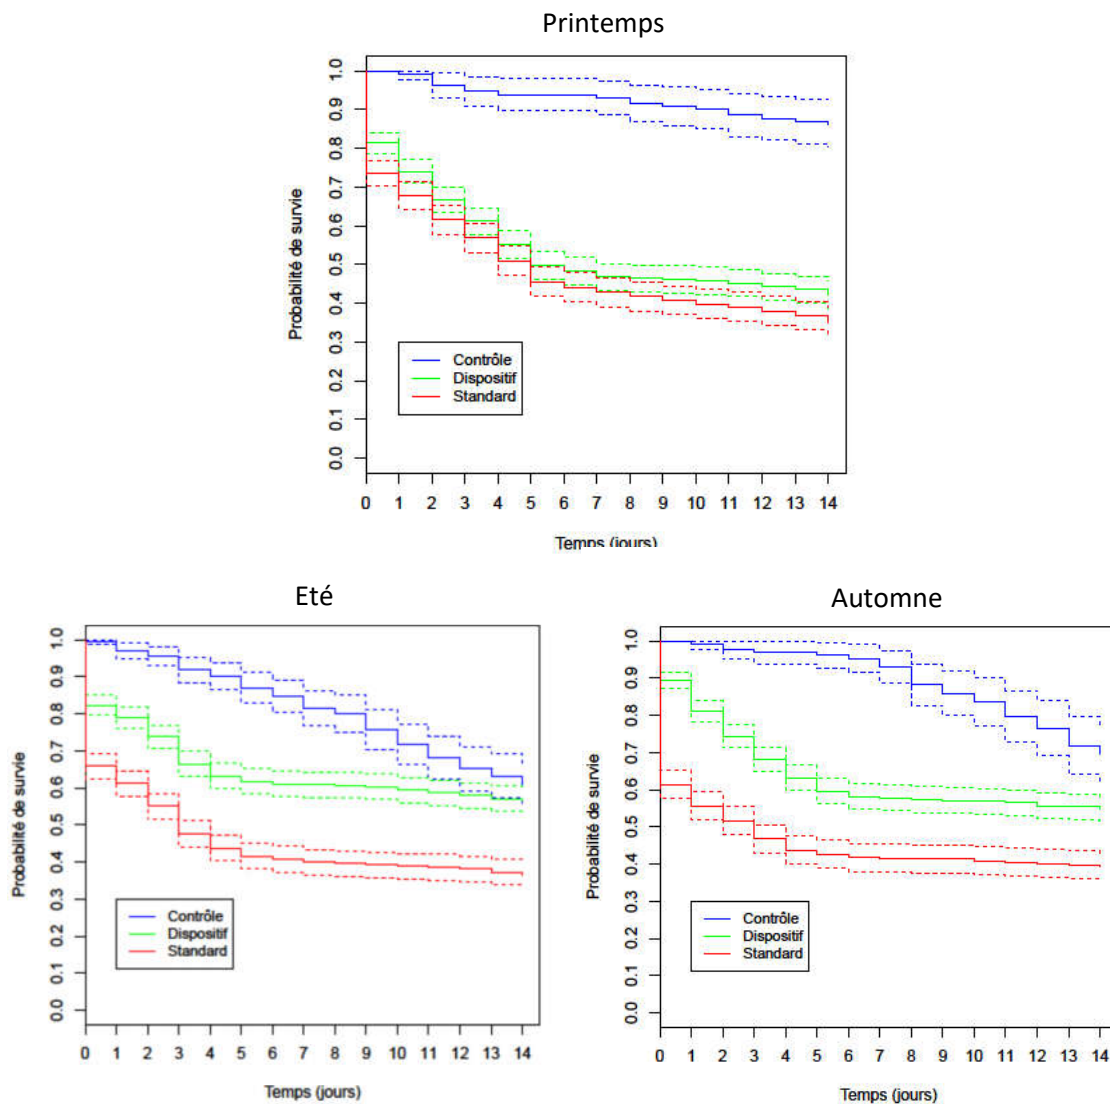 Printemps
Probabilité de survie
1.0
0.9
0.8
0.7
0.6
0.5
0.4
0.3
0.2
0.1
0.0
Contrôle
Dispositif
Standard
0 1 2 3 4 5 6 7 8 9 10 11 12 13 14
Temps (jours)
Eté
Probabilité de survie
1.0
0.9
0.8
0.7
0.6
0.5
0.4
0.3
0.2
0.1
0.0
Contrôle
Dispositif
Standard
0 1 2 3 4 5 6 7 8 9 10 11 12 13 14
Temps (jours)
Automne
Probabilité de survie
1.0
0.9
0.8
0.7
0.6
0.5
0.4
0.3
0.2
0.1
0.0
Contrôle
Dispositif
Standard
0 1 2 3 4 5 6 7 8 9 10 11 12 13 14
Temps (jours)